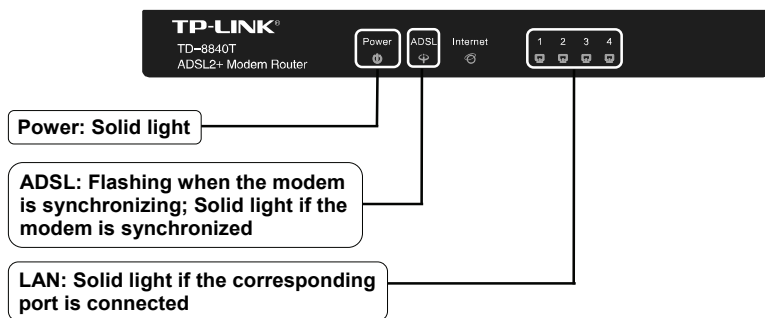 TP-LINK®
TD-8840T
ADSL2+ Modem Router
Power ADSL Internet 1 2 3 4
Power: Solid light
ADSL: Flashing when the modem
is synchronizing; Solid light if the
modem is synchronized
LAN: Solid light if the corresponding
port is connected